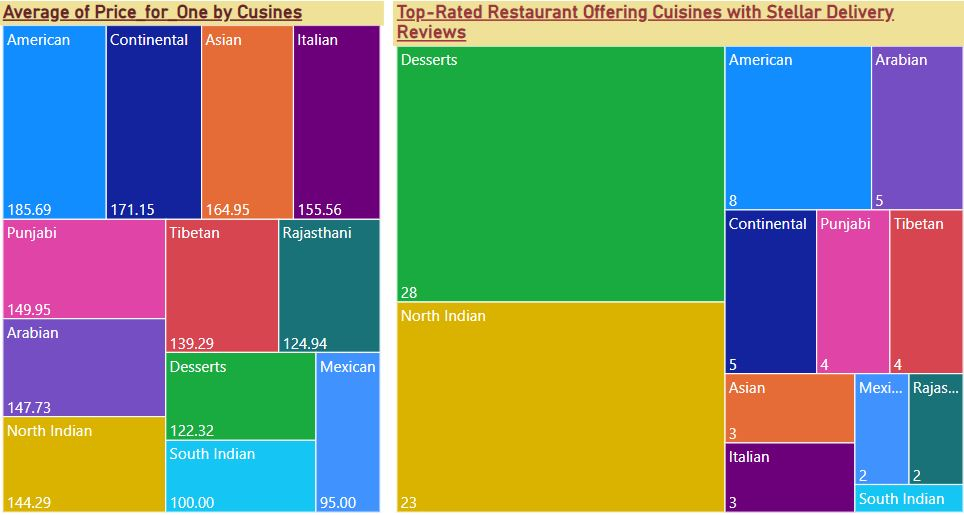 Average of Price_for_One by Cusines
American
185.69
Continental
171.15
Asian
164.95
Italian
155.56
Punjabi
149.95
Arabian
147.73
North Indian
144.29
Tibetan
139.29
Rajasthani
124.94
Desserts
122.32
South Indian
100.00
Mexican
95.00
Top-Rated Restaurant Offering Cuisines with Stellar Delivery
Reviews
Desserts
28
North Indian
23
American
8
Arabian
5
Continental
5
Punjabi
4
Tibetan
4
Asian
3
Italian
3
Mexi...
2
Rajas...
2
South Indian